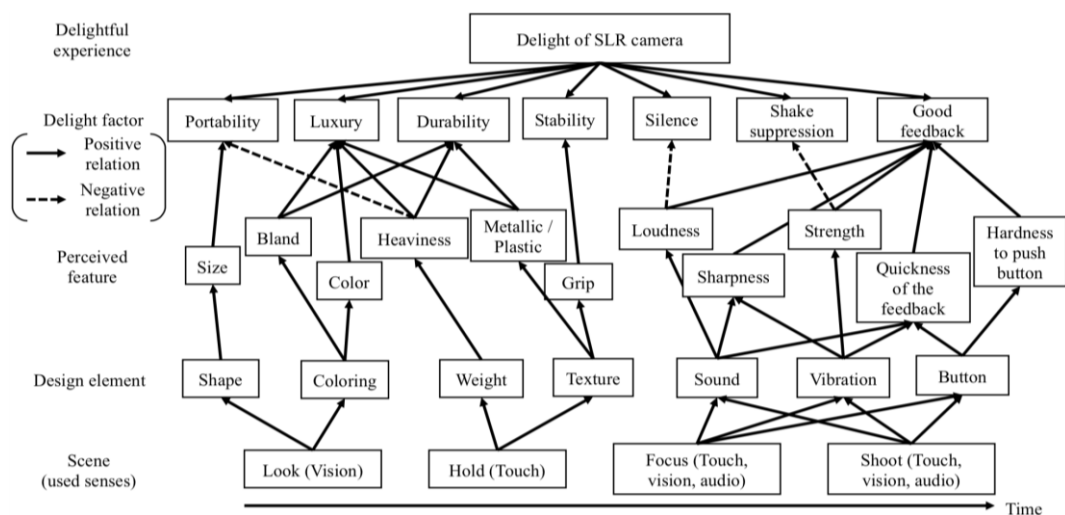 Delightful
experience
Delight of SLR camera
Delight factor
Portability
Luxury
Durability
Stability
Silence
Shake
suppression
Good
feedback
Positive
relation
Negative
relation
Perceived
feature
Size
Bland
Color
Heaviness
Metallic /
Plastic
Grip
Loudness
Sharpness
Strength
Quickness
of the
feedback
Hardness
to push
button
Design element
Shape
Coloring
Weight
Texture
Sound
Vibration
Button
Scene
(used senses)
Look (Vision)
Hold (Touch)
Focus (Touch,
vision, audio)
Shoot (Touch,
vision, audio)
Time